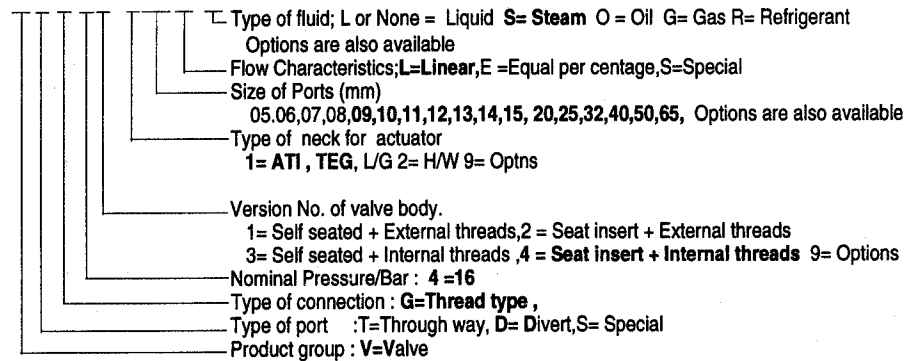 Type of fluid; L or None = Liquid S= Steam O = Oil G= Gas R= Refrigerant
Options are also available
Flow Characteristics;L=Linear,E =Equal per centage,S=Special
Size of Ports (mm)
05.06,07,08,09,10,11,12,13,14,15, 20,25,32,40,50,65, Options are also available
Type of neck for actuator
1= ATI , TEG, L/G 2= H/W 9= Optns
Version No. of valve body.
1= Self seated + External threads,2 = Seat insert + External threads
3= Self seated + Internal threads ,4 = Seat insert + Internal threads 9= Options
Nominal Pressure/Bar : 4 =16
Type of connection : G=Thread type ,
Type of port :T=Through way, D= Divert,S= Special
Product group : V=Valve